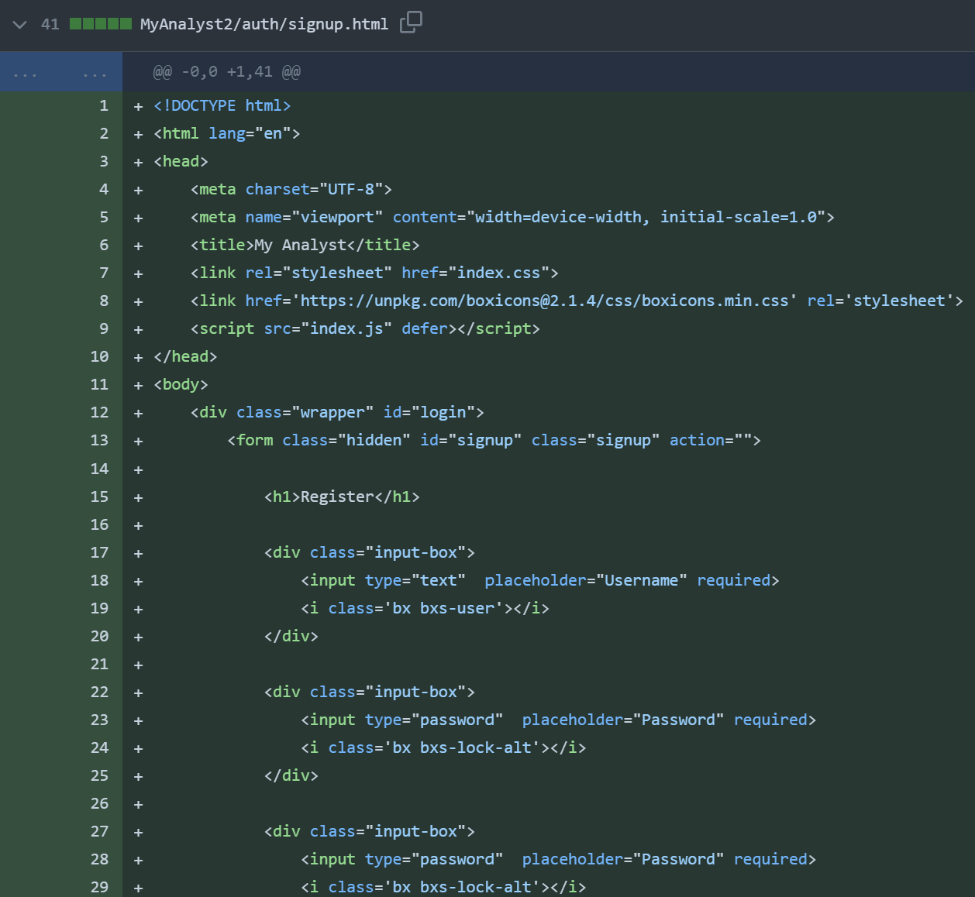 41 MyAnalyst2/auth/signup.html
... ... @@ -0,0 +1,41 @@
1 + <!DOCTYPE html>
2 + <html lang="en">
3 + <head>
4 +     <meta charset="UTF-8">
5 +     <meta name="viewport" content="width=device-width, initial-scale=1.0">
6 +     <title>My Analyst</title>
7 +     <link rel="stylesheet" href="index.css">
8 +     <link href='https://unpkg.com/boxicons@2.1.4/css/boxicons.min.css' rel='stylesheet'>
9 +     <script src="index.js" defer></script>
10 + </head>
11 + <body>
12 +     <div class="wrapper" id="login">
13 +         <form class="hidden" id="signup" class="signup" action="">
14 +
15 +             <h1>Register</h1>
16 +
17 +             <div class="input-box">
18 +                 <input type="text"  placeholder="Username" required>
19 +                 <i class='bx bxs-user'></i>
20 +             </div>
21 +
22 +             <div class="input-box">
23 +                 <input type="password"  placeholder="Password" required>
24 +                 <i class='bx bxs-lock-alt'></i>
25 +             </div>
26 +
27 +             <div class="input-box">
28 +                 <input type="password"  placeholder="Password" required>
29 +                 <i class='bx bxs-lock-alt'></i>